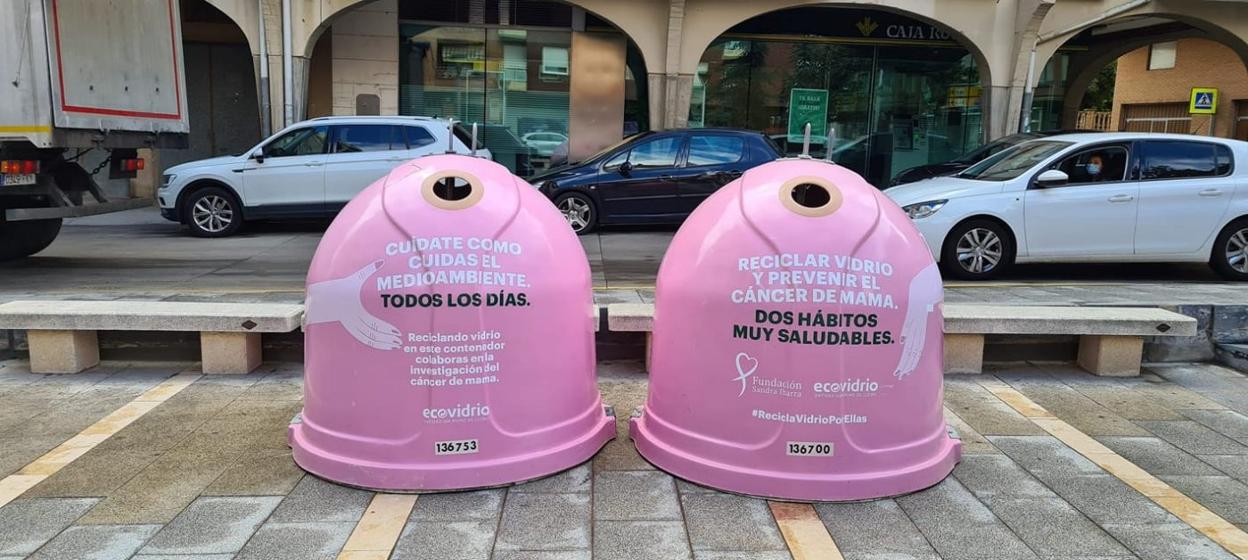 CAJA
CUÍDATE COMO
CUIDAS EL
MEDIOAMBIENTE.
TODOS LOS DÍAS.
Reciclando vidrio
en este contenedor
colaboras en la
investigación del
cáncer de mama.
ecovidrio
136753
RECICLAR VIDRIO
Y PREVENIR EL
CÁNCER DE MAMA.
DOS HÁBITOS
MUY SALUDABLES.
Fundación
Sandra Ibarra
ecovidrio
#ReciclaVidrioPorEllas
136700